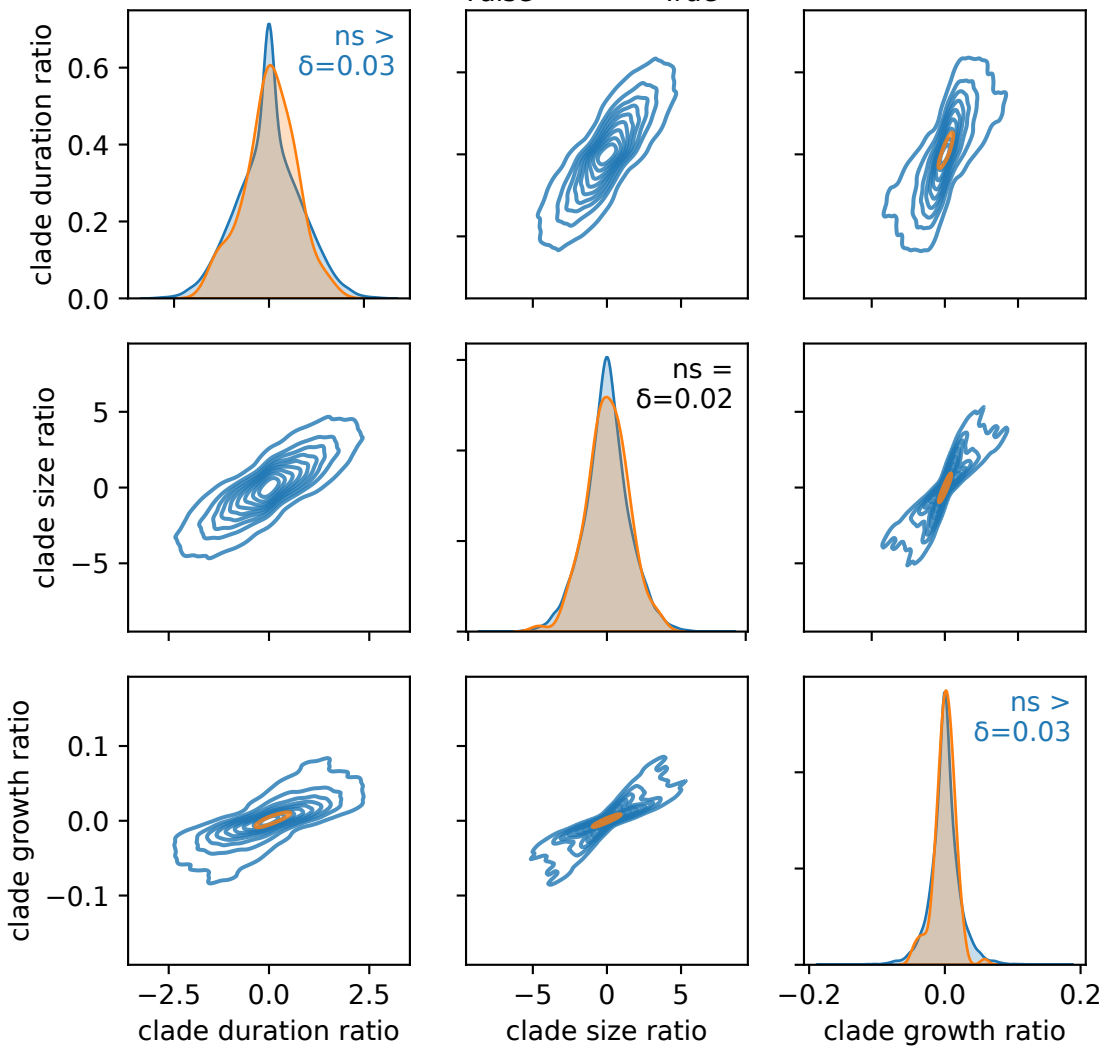 clade duration ratio
0.6
0.4
0.2
0.0
ns >
δ=0.03
clade size ratio
5
0
−5
ns =
δ=0.02
−5
0
5
clade growth ratio
0.1
0.0
−0.1
ns >
δ=0.03
−2.5
0.0
2.5
−5
0
5
−0.2
0.0
0.2
clade duration ratio
clade size ratio
clade growth ratio